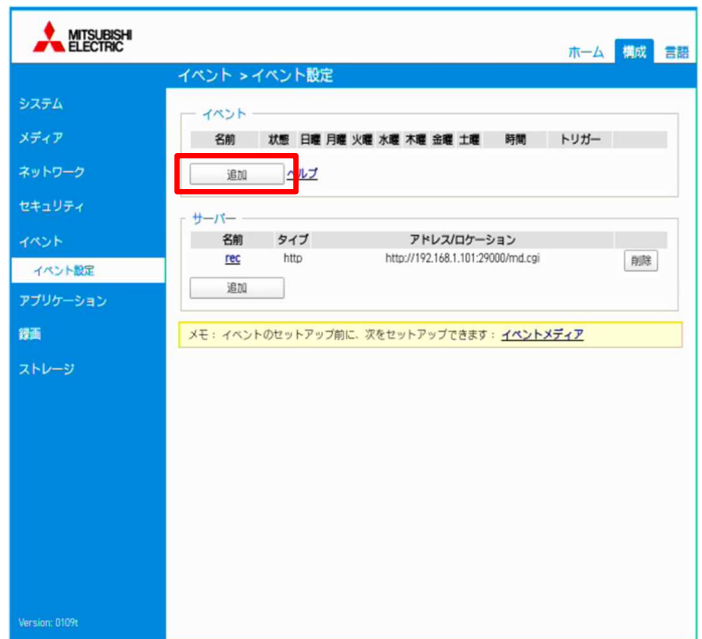 MITSUBISHI
ELECTRIC
ホーム 構成 言語
イベント > イベント設定
システム
メディア
ネットワーク
セキュリティ
イベント
イベント設定
アプリケーション
録画
ストレージ
Version: 0109t
イベント
名前 状態 日曜 月曜 火曜 水曜 木曜 金曜 土曜 時間 トリガー
追加 ヘルプ
サーバー
名前 タイプ アドレス/ロケーション
rec http http://192.168.1.101:29000/md.cgi 削除
追加
メモ： イベントのセットアップ前に、次をセットアップできます： イベントメディア